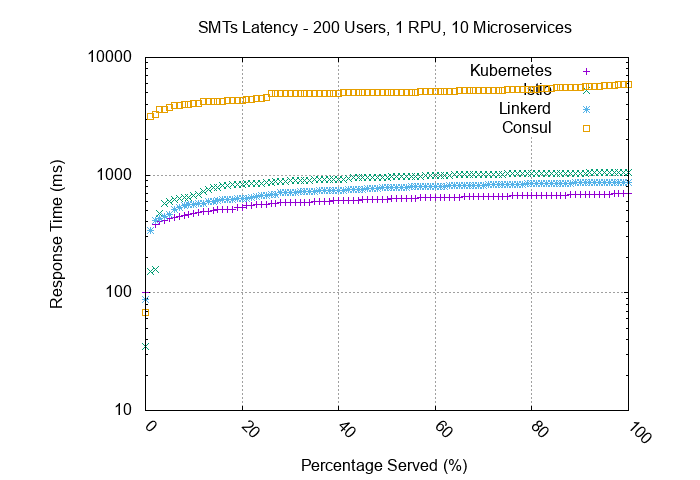 SMTs Latency - 200 Users, 1 RPU, 10 Microservices
10000
1000
100
10
Response Time (ms)
Kubernetes
Istio
Linkerd
Consul
0
20
40
60
80
100
Percentage Served (%)